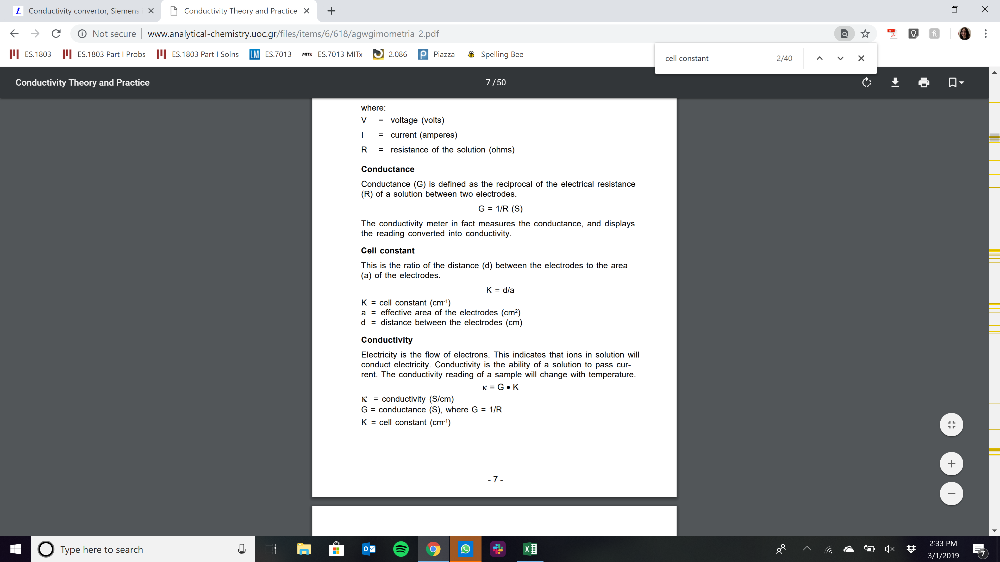 Conductivity convertor, Siemens
Conductivity Theory and Practice
Not secure
www.analytical-chemistry.uoc.gr/files/items/6/618/agwgimometria_2.pdf
ES.1803
ES.1803 Part I Probs
ES.1803 Part I Solns
LM ES.7013
MITx ES.7013 MITx
2.086
Piazza
Spelling Bee
cell constant 2/40
Conductivity Theory and Practice
7 / 50
where:
V = voltage (volts)
I = current (amperes)
R = resistance of the solution (ohms)
Conductance
Conductance (G) is defined as the reciprocal of the electrical resistance
(R) of a solution between two electrodes.
G = 1/R (S)
The conductivity meter in fact measures the conductance, and displays
the reading converted into conductivity.
Cell constant
This is the ratio of the distance (d) between the electrodes to the area
(a) of the electrodes.
K = d/a
K = cell constant (cm⁻¹)
a = effective area of the electrodes (cm²)
d = distance between the electrodes (cm)
Conductivity
Electricity is the flow of electrons. This indicates that ions in solution will
conduct electricity. Conductivity is the ability of a solution to pass cur-
rent. The conductivity reading of a sample will change with temperature.
κ = G • K
κ = conductivity (S/cm)
G = conductance (S), where G = 1/R
K = cell constant (cm⁻¹)
- 7 -
Type here to search
2:33 PM
3/1/2019
7